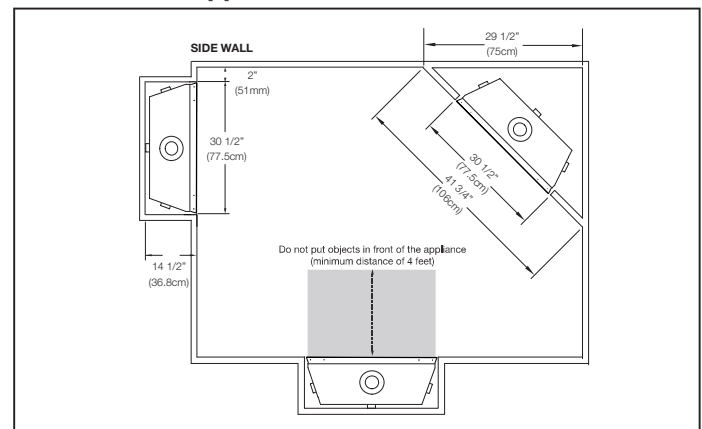 29 1/2"
(75cm)
SIDE WALL
2"
(51mm)
30 1/2"
(77.5cm)
30 1/2"
(77.5cm)
41 3/4"
(106cm)
Do not put objects in front of the appliance
(minimum distance of 4 feet)
14 1/2"
(36.8cm)